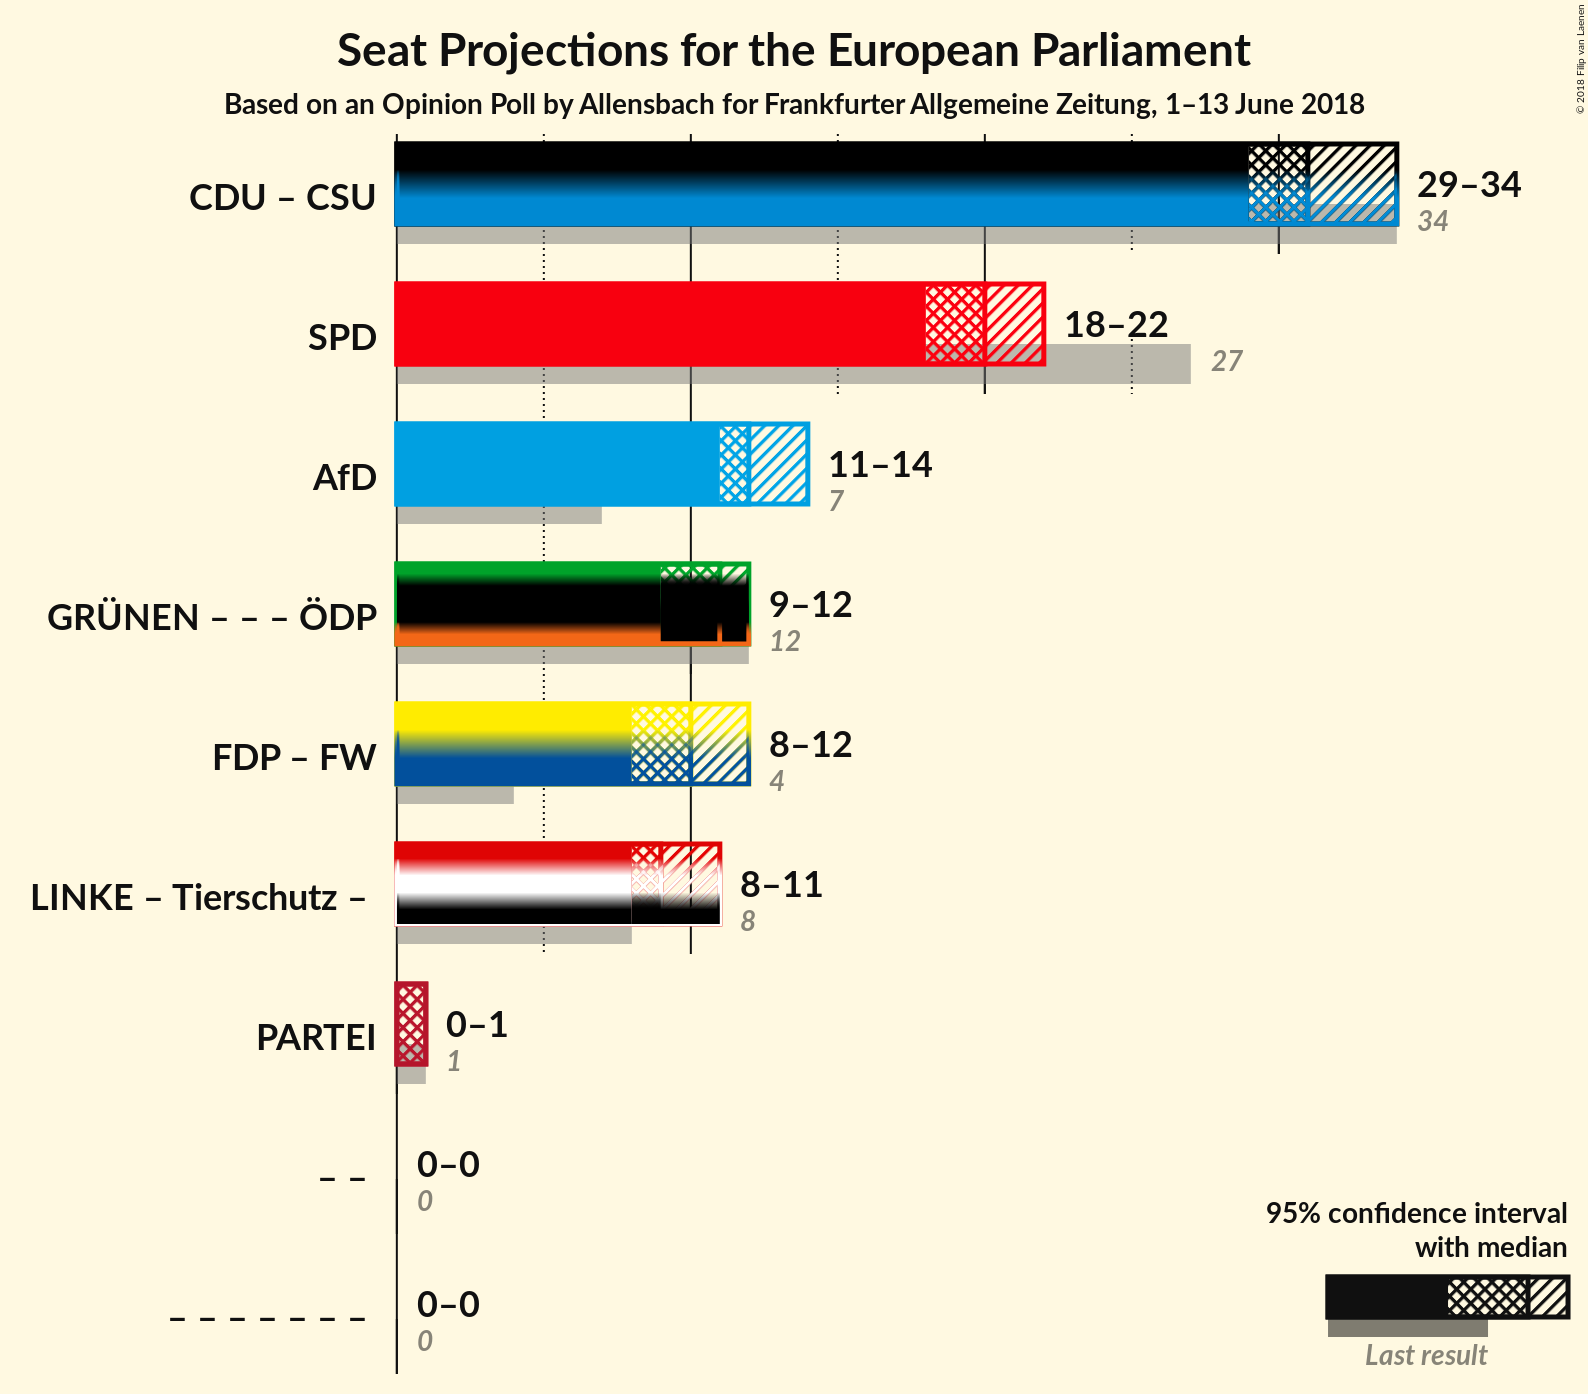 Seat Projections for the European Parliament
Based on an Opinion Poll by Allensbach for Frankfurter Allgemeine Zeitung, 1–13 June 2018
© 2018 Filip van Laenen
CDU – CSU
29–34
34
SPD
18–22
27
AfD
11–14
7
GRÜNEN – – – ÖDP
9–12
12
FDP – FW
8–12
4
LINKE – Tierschutz –
8–11
8
PARTEI
0–1
1
– –
0–0
0
– – – – – – –
0–0
0
95% confidence interval
with median
Last result